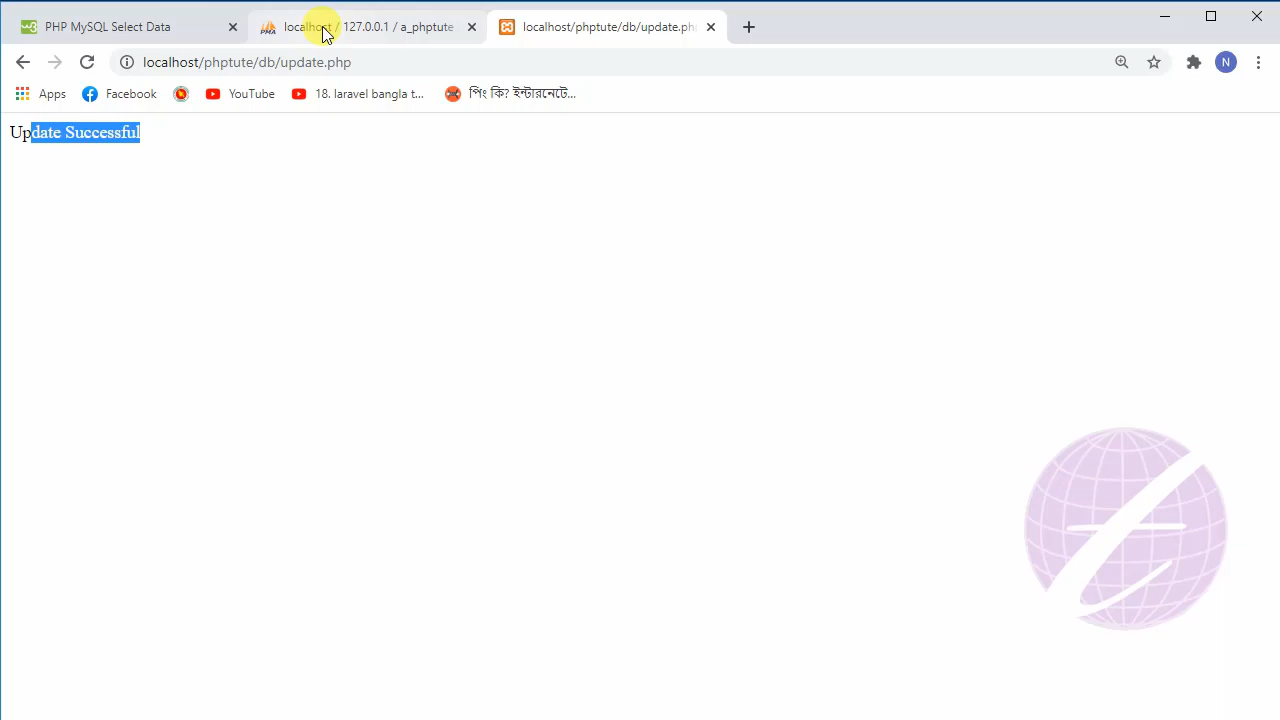 PHP MySQL Select Data
localhost / 127.0.0.1 / a_phptute
localhost/phptute/db/update.ph
localhost/phptute/db/update.php
N
Apps
Facebook
YouTube
18. laravel bangla t...
পিং কি? ইন্টারনেটে...
Update Successful